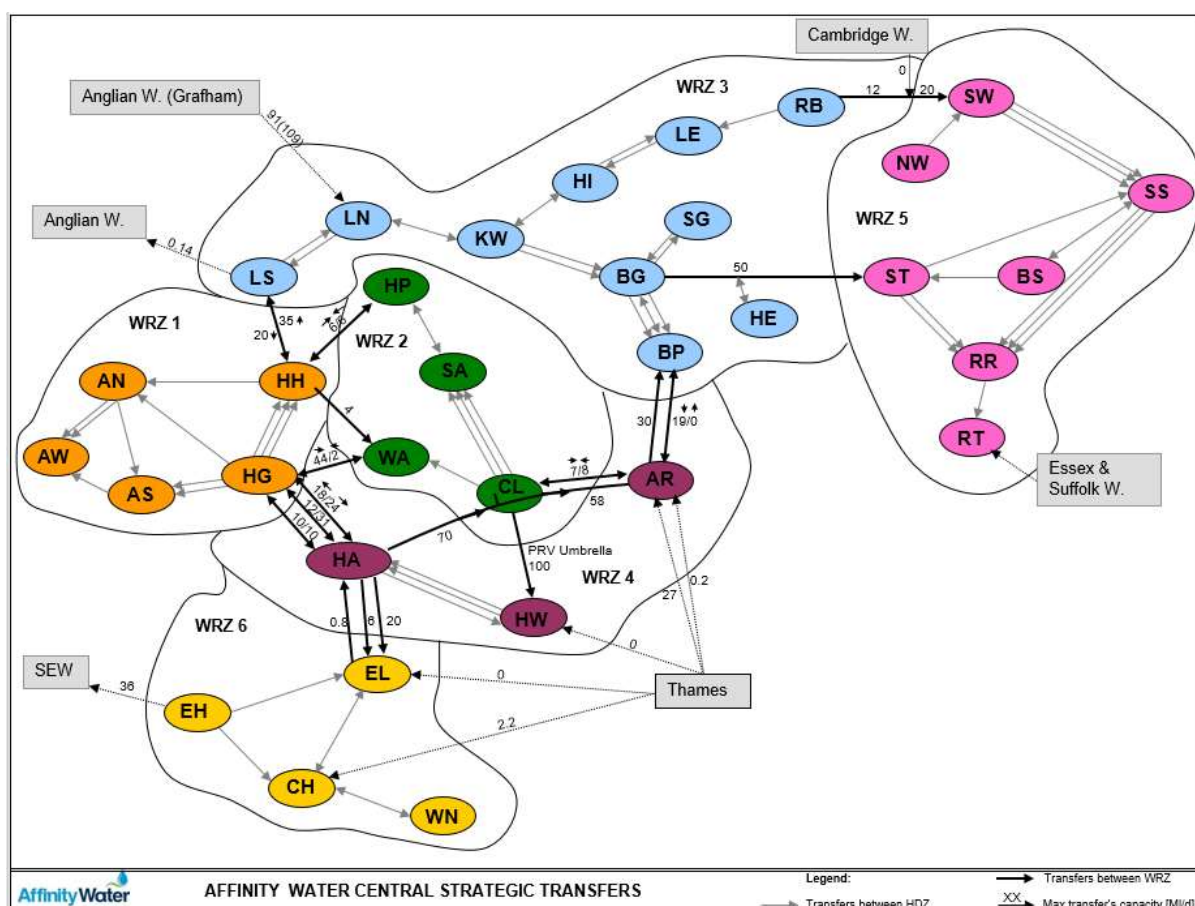 Cambridge W.
0
WRZ 3
Anglian W. (Grafham)
91(109)
RB
12
20
SW
LE
NW
HI
SS
Anglian W.
0.14
LN
SG
WRZ 5
KW
LS
BG
50
ST
BS
HP
HE
35
20
6/6
WRZ 1
WRZ 2
BP
AN
HH
SA
RR
4
30
19/0
RT
AW
HG
44/2
WA
Essex &
Suffolk W.
AS
CL
7/8
AR
18/24
12/31
10/10
58
70
HA
PRV Umbrella
100
WRZ 4
27
0.2
HW
0.8
6
20
0
WRZ 6
SEW
36
EL
0
Thames
EH
2.2
CH
WN
AffinityWater
AFFINITY WATER CENTRAL STRATEGIC TRANSFERS
Legend:
Transfers between WRZ
Transfers between HDZ
XX
Max transfer's capacity [Ml/d]